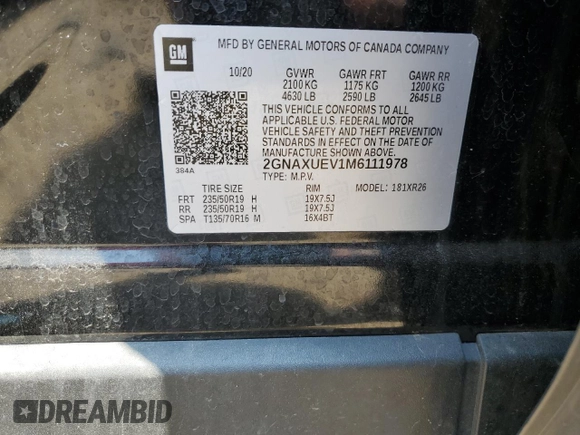 GM
MFD BY GENERAL MOTORS OF CANADA COMPANY
10/20 GVWR GAWR FRT GAWR RR
2100 KG 1175 KG 1200 KG
4630 LB 2590 LB 2645 LB
THIS VEHICLE CONFORMS TO ALL
APPLICABLE U.S. FEDERAL MOTOR
VEHICLE SAFETY AND THEFT PREVENTION
STANDARDS IN EFFECT ON THE DATE OF
MANUFACTURE SHOWN ABOVE.
2GNAXUEV1M6111978
384A
TYPE: M.P.V.
TIRE SIZE RIM MODEL: 181XR26
FRT 235/50R19 H 19X7.5J
RR 235/50R19 H 19X7.5J
SPA T135/70R16 M 16X4BT
DREAMBID